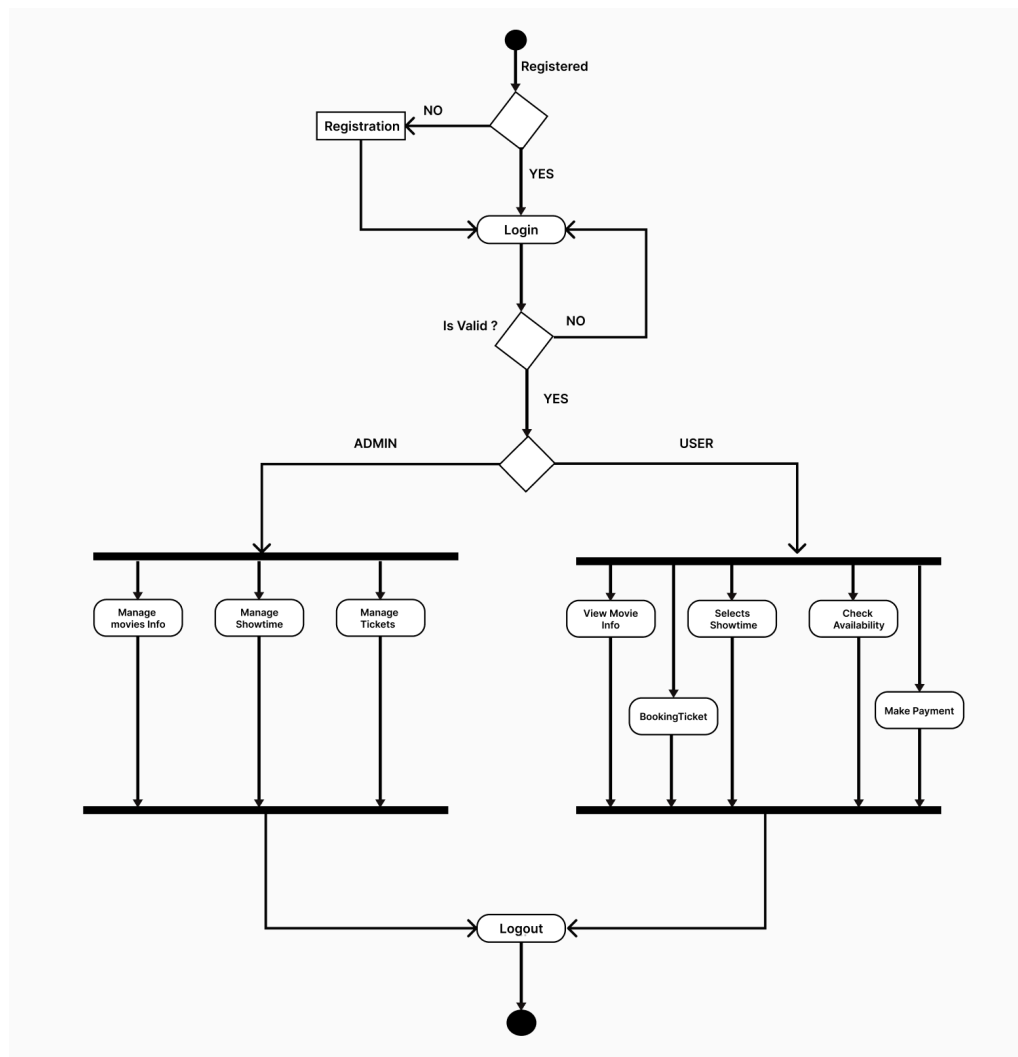 Registered
NO
Registration
YES
Login
Is Valid ?
NO
YES
ADMIN
USER
Manage
movies Info
Manage
Showtime
Manage
Tickets
View Movie
Info
Selects
Showtime
Check
Availability
BookingTicket
Make Payment
Logout